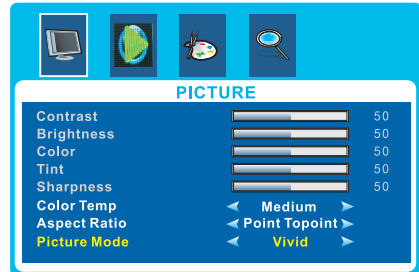 PICTURE
Contrast 50
Brightness 50
Color 50
Tint 50
Sharpness 50
Color Temp Medium
Aspect Ratio Point Topoint
Picture Mode Vivid